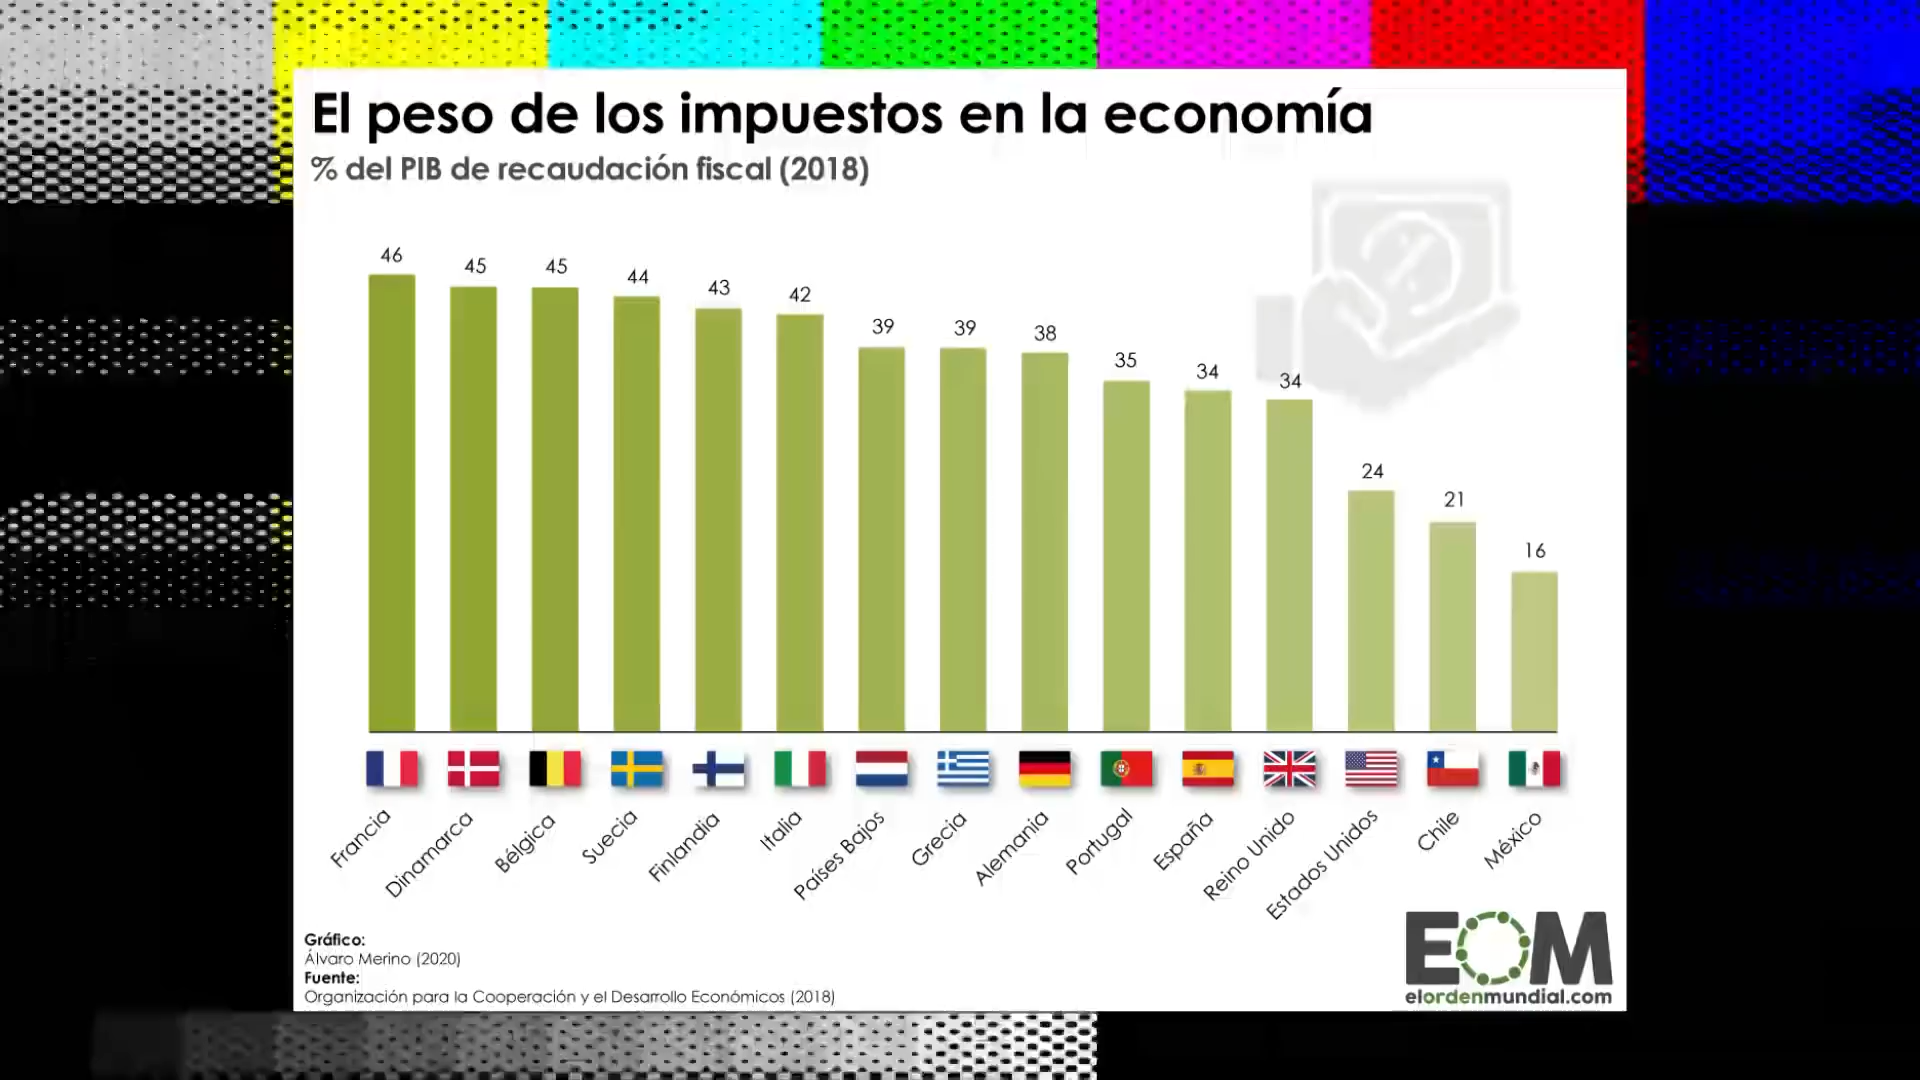 El peso de los impuestos en la economía
% del PIB de recaudación fiscal (2018)
46
45
45
44
43
42
39
39
38
35
34
34
24
21
16
Francia
Dinamarca
Bélgica
Suecia
Finlandia
Italia
Países Bajos
Grecia
Alemania
Portugal
España
Reino Unido
Estados Unidos
Chile
México
Gráfico:
Álvaro Merino (2020)
Fuente:
Organización para la Cooperación y el Desarrollo Económicos (2018)
EOM
elordenmundial.com